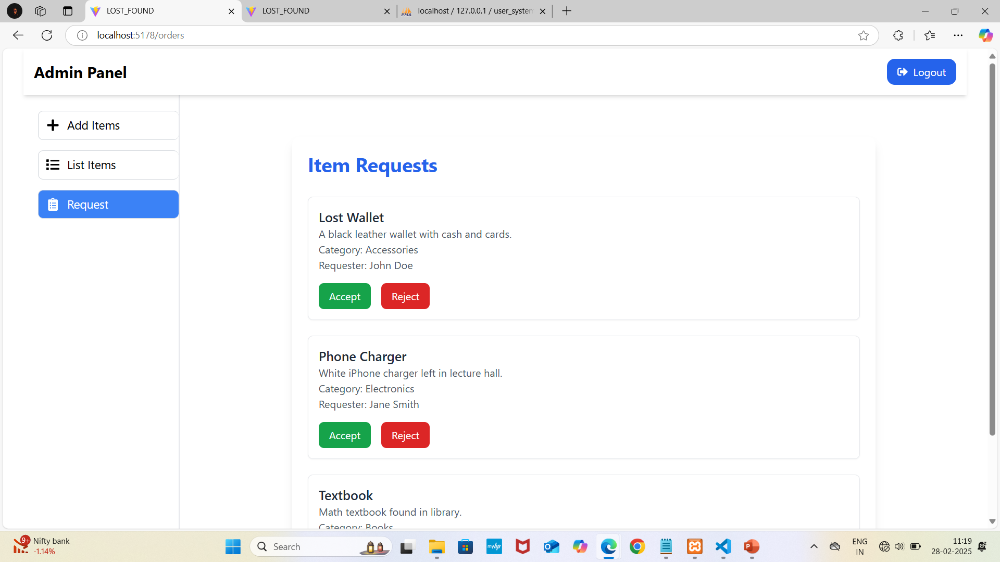 LOST_FOUND
LOST_FOUND
PMA
localhost / 127.0.0.1 / user_system
localhost:5178/orders
Admin Panel
Logout
Add Items
List Items
Request
Item Requests
Lost Wallet
A black leather wallet with cash and cards.
Category: Accessories
Requester: John Doe
Accept
Reject
Phone Charger
White iPhone charger left in lecture hall.
Category: Electronics
Requester: Jane Smith
Accept
Reject
Textbook
Math textbook found in library.
Category: Books
9+
Nifty bank
-1.14%
Search
myhp
ENG
IN
11:19
28-02-2025